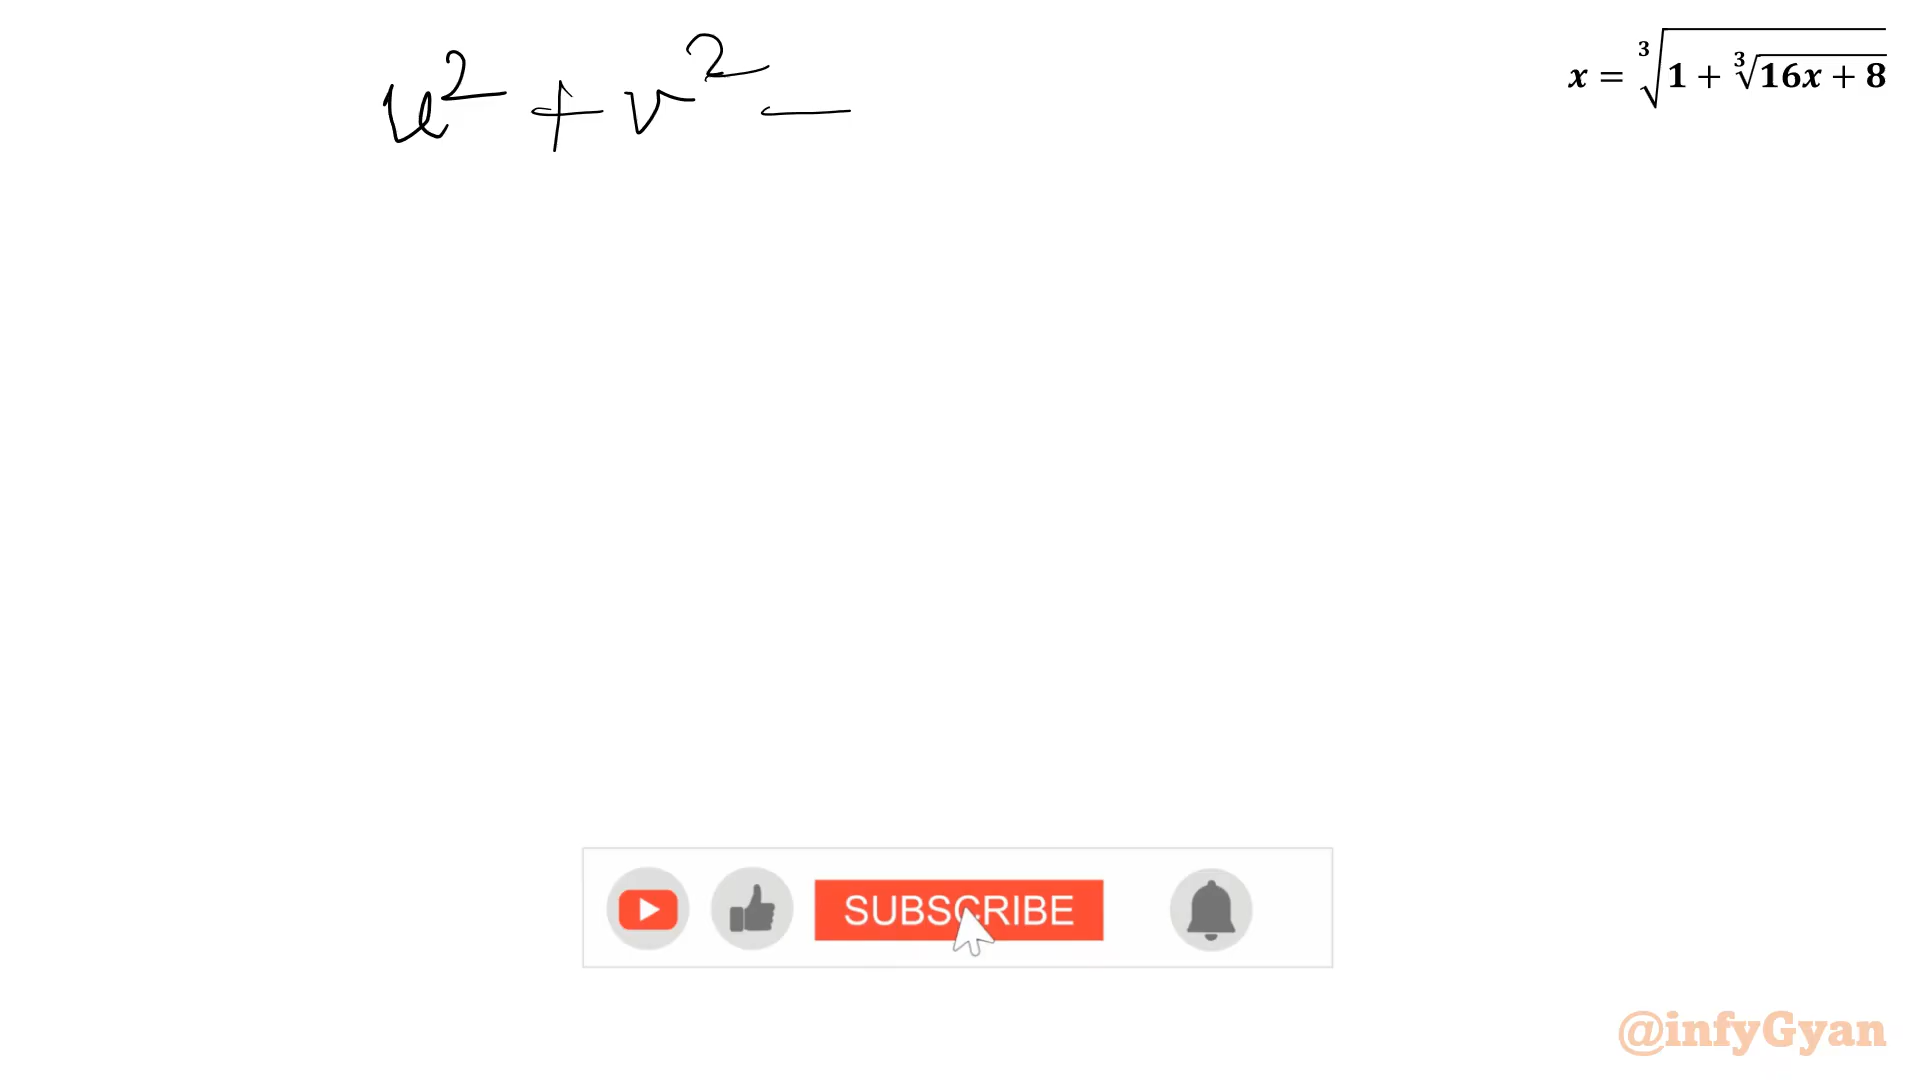 u² + v² —
x = ∛(1 + ∛(16x + 8))
SUBSCRIBE
@infyGyan